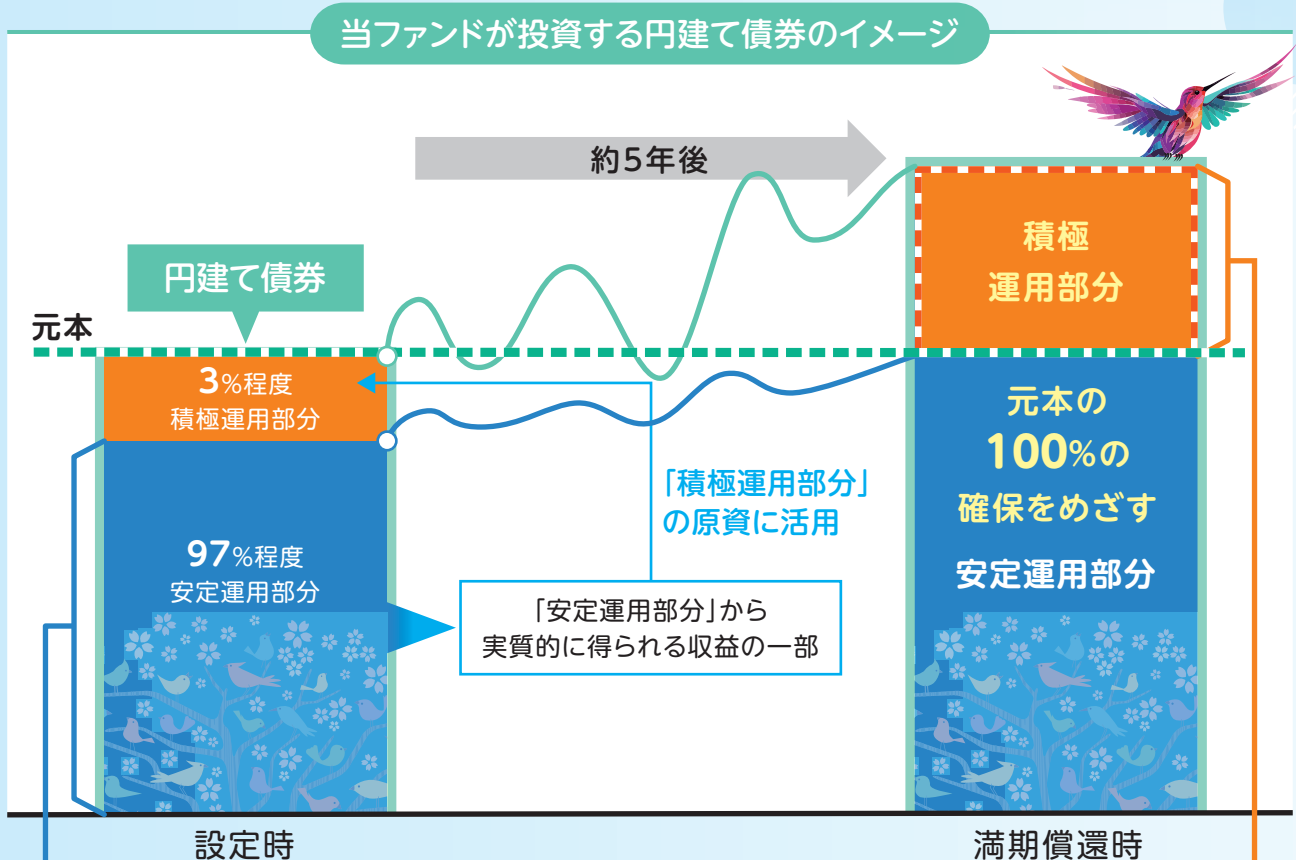 当ファンドが投資する円建て債券のイメージ
約5年後
円建て債券
元本
3%程度
積極運用部分
97%程度
安定運用部分
「積極運用部分」
の原資に活用
「安定運用部分」から
実質的に得られる収益の一部
積極
運用部分
元本の
100%の
確保をめざす
安定運用部分
設定時
満期償還時